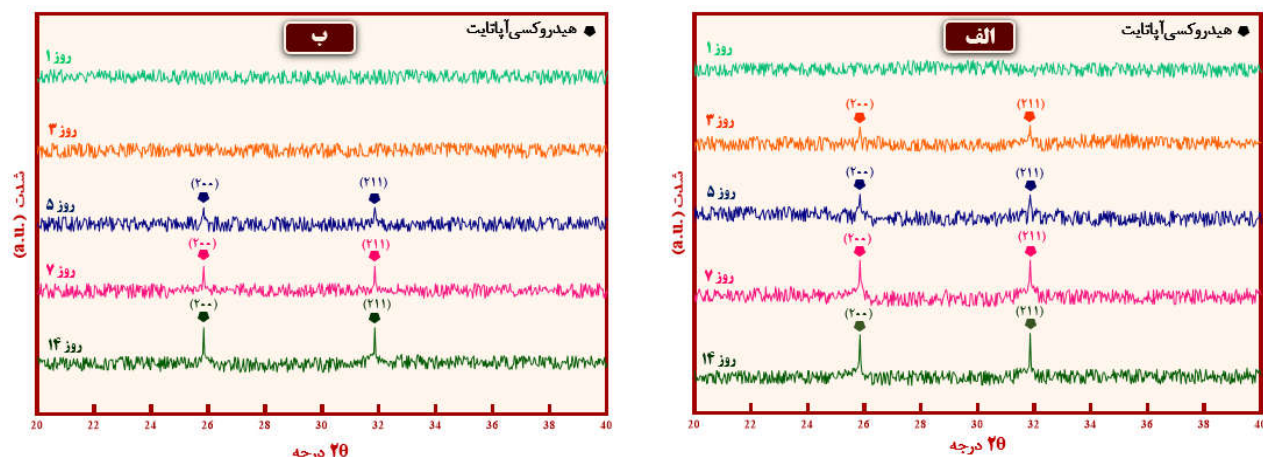 الف
هیدروکسی‌آپاتایت
روز ۱
روز ۳
(۲۰۰) (۲۱۱)
روز ۵
(۲۰۰) (۲۱۱)
روز ۷
(۲۰۰) (۲۱۱)
روز ۱۴
(۲۰۰) (۲۱۱)
شدت (a.u.)
20 22 24 26 28 30 32 34 36 38 40
۲θ درجه
ب
هیدروکسی‌آپاتایت
روز ۱
روز ۳
روز ۵
(۲۰۰) (۲۱۱)
روز ۷
(۲۰۰) (۲۱۱)
روز ۱۴
(۲۰۰) (۲۱۱)
شدت (a.u.)
20 22 24 26 28 30 32 34 36 38 40
۲θ درجه